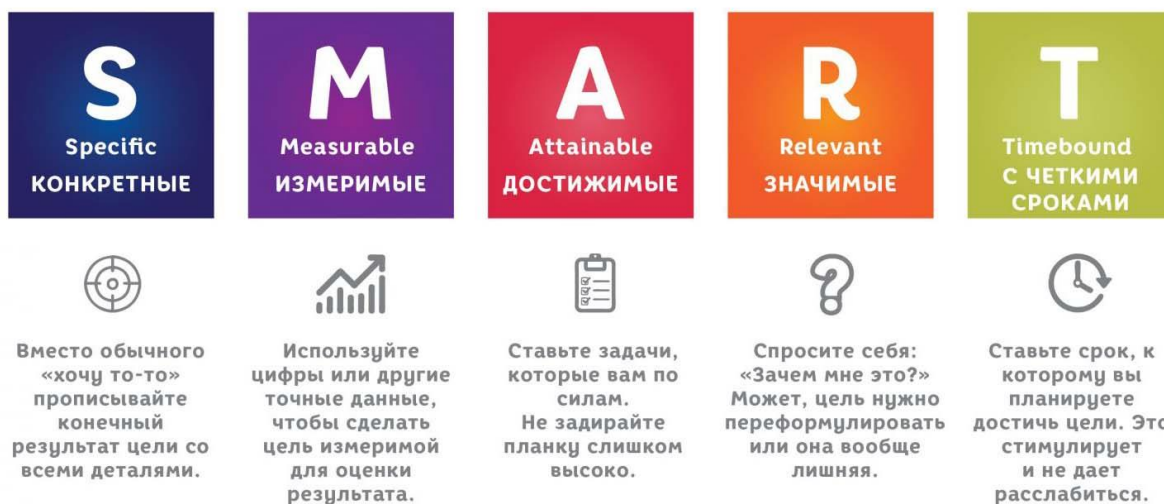 S
Specific
КОНКРЕТНЫЕ
Вместо обычного
«хочу то-то»
прописывайте
конечный
результат цели со
всеми деталями.
M
Measurable
ИЗМЕРИМЫЕ
Используйте
цифры или другие
точные данные,
чтобы сделать
цель измеримой
для оценки
результата.
A
Attainable
ДОСТИЖИМЫЕ
Ставьте задачи,
которые вам по
силам.
Не задирайте
планку слишком
высоко.
R
Relevant
ЗНАЧИМЫЕ
Спросите себя:
«Зачем мне это?»
Может, цель нужно
переформулировать
или она вообще
лишняя.
T
Timebound
С ЧЕТКИМИ
СРОКАМИ
Ставьте срок, к
которому вы
планируете
достичь цели. Это
стимулирует
и не дает
расслабиться.